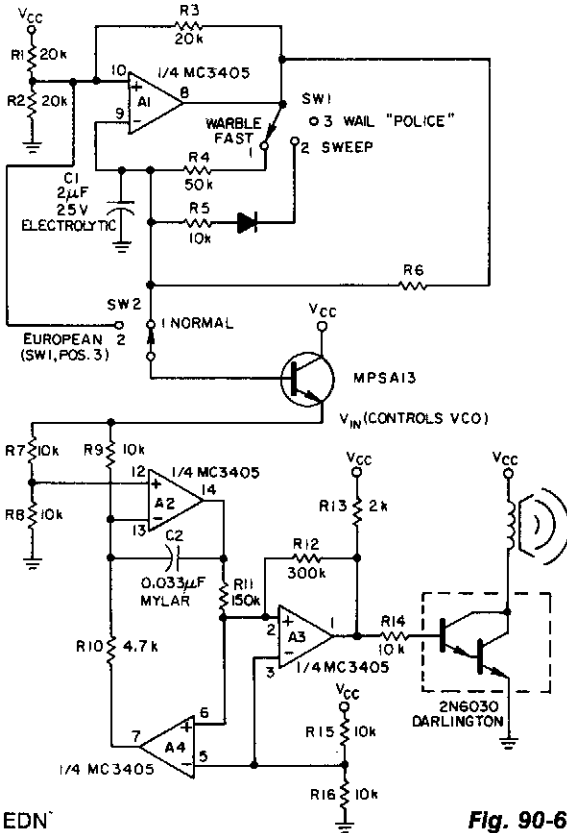 VCC
R1
20k
R2
20k
R3
20k
10
+
9
−
A1
1/4 MC3405
8
SW1
3 WAIL "POLICE"
WARBLE
FAST
1
2 SWEEP
C1
2µF
25V
ELECTROLYTIC
R4
50k
R5
10k
R6
SW2
1 NORMAL
EUROPEAN 2
(SW1, POS. 3)
VCC
MPSA13
VIN (CONTROLS VCO)
R7
10k
R9
10k
1/4 MC3405
12
+
A2
14
13
−
R8
10k
C2
0.033µF
MYLAR
R11
150k
R12
300k
VCC
R13
2k
VCC
R10
4.7k
2
+
A3
1
3
−
1/4 MC3405
R14
10k
2N6030
DARLINGTON
7
A4
6
+
5
−
1/4 MC3405
VCC
R15
10k
R16
10k
EDN
Fig. 90-6